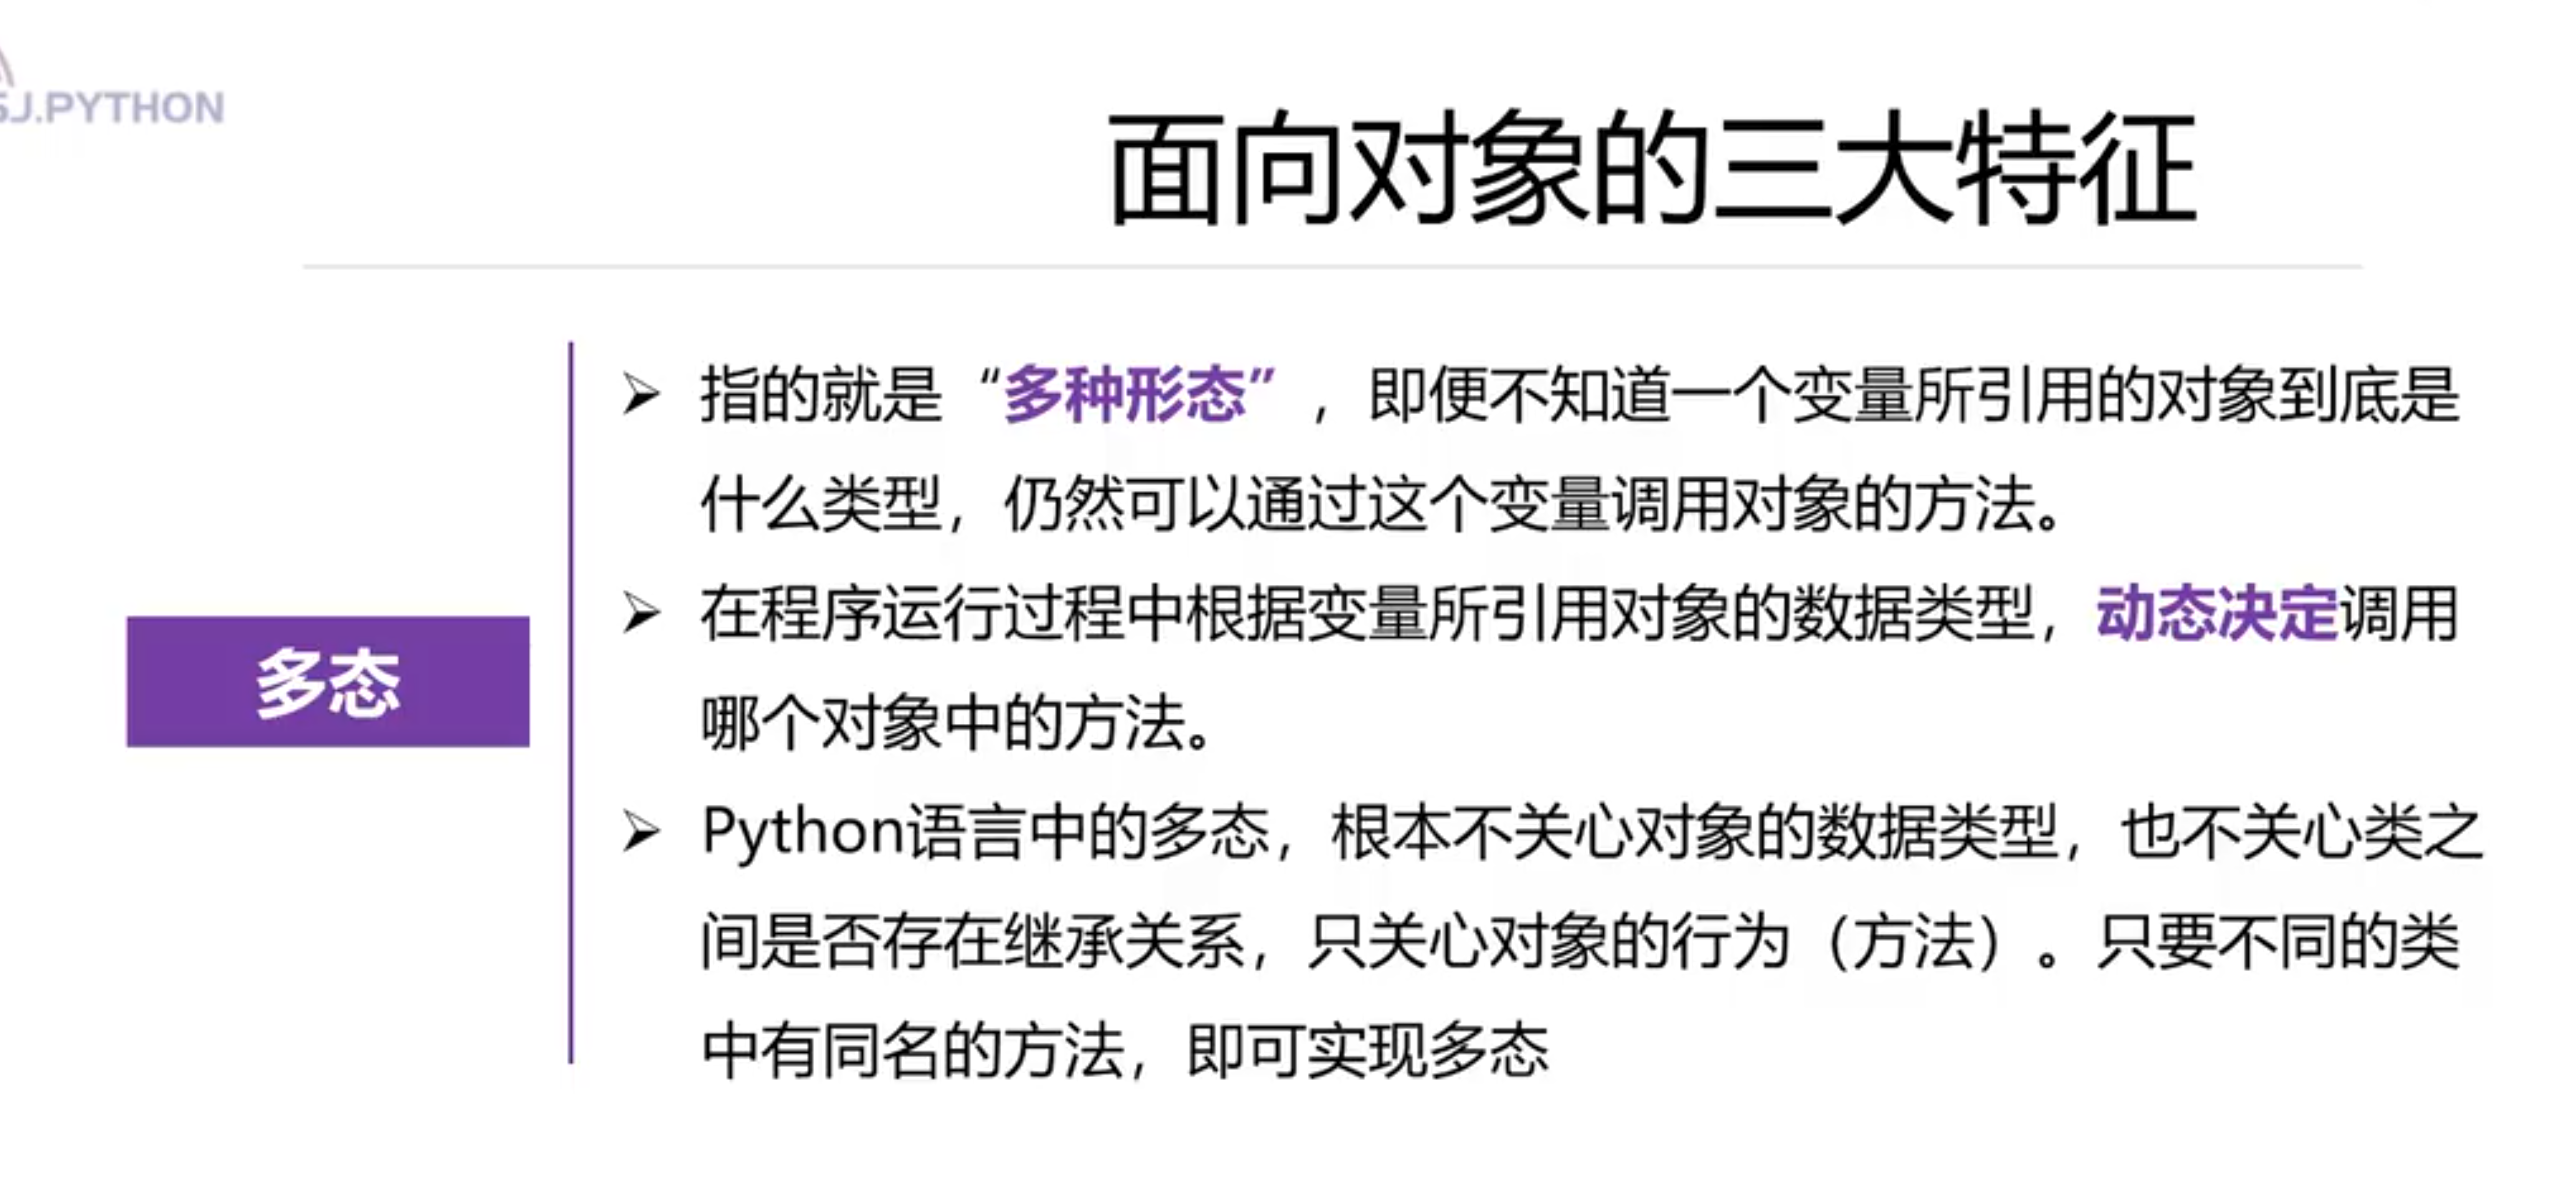 SJ.PYTHON
面向对象的三大特征
多态
➢ 指的就是“多种形态”，即便不知道一个变量所引用的对象到底是
什么类型，仍然可以通过这个变量调用对象的方法。
➢ 在程序运行过程中根据变量所引用对象的数据类型，动态决定调用
哪个对象中的方法。
➢ Python语言中的多态，根本不关心对象的数据类型，也不关心类之
间是否存在继承关系，只关心对象的行为（方法）。只要不同的类
中有同名的方法，即可实现多态